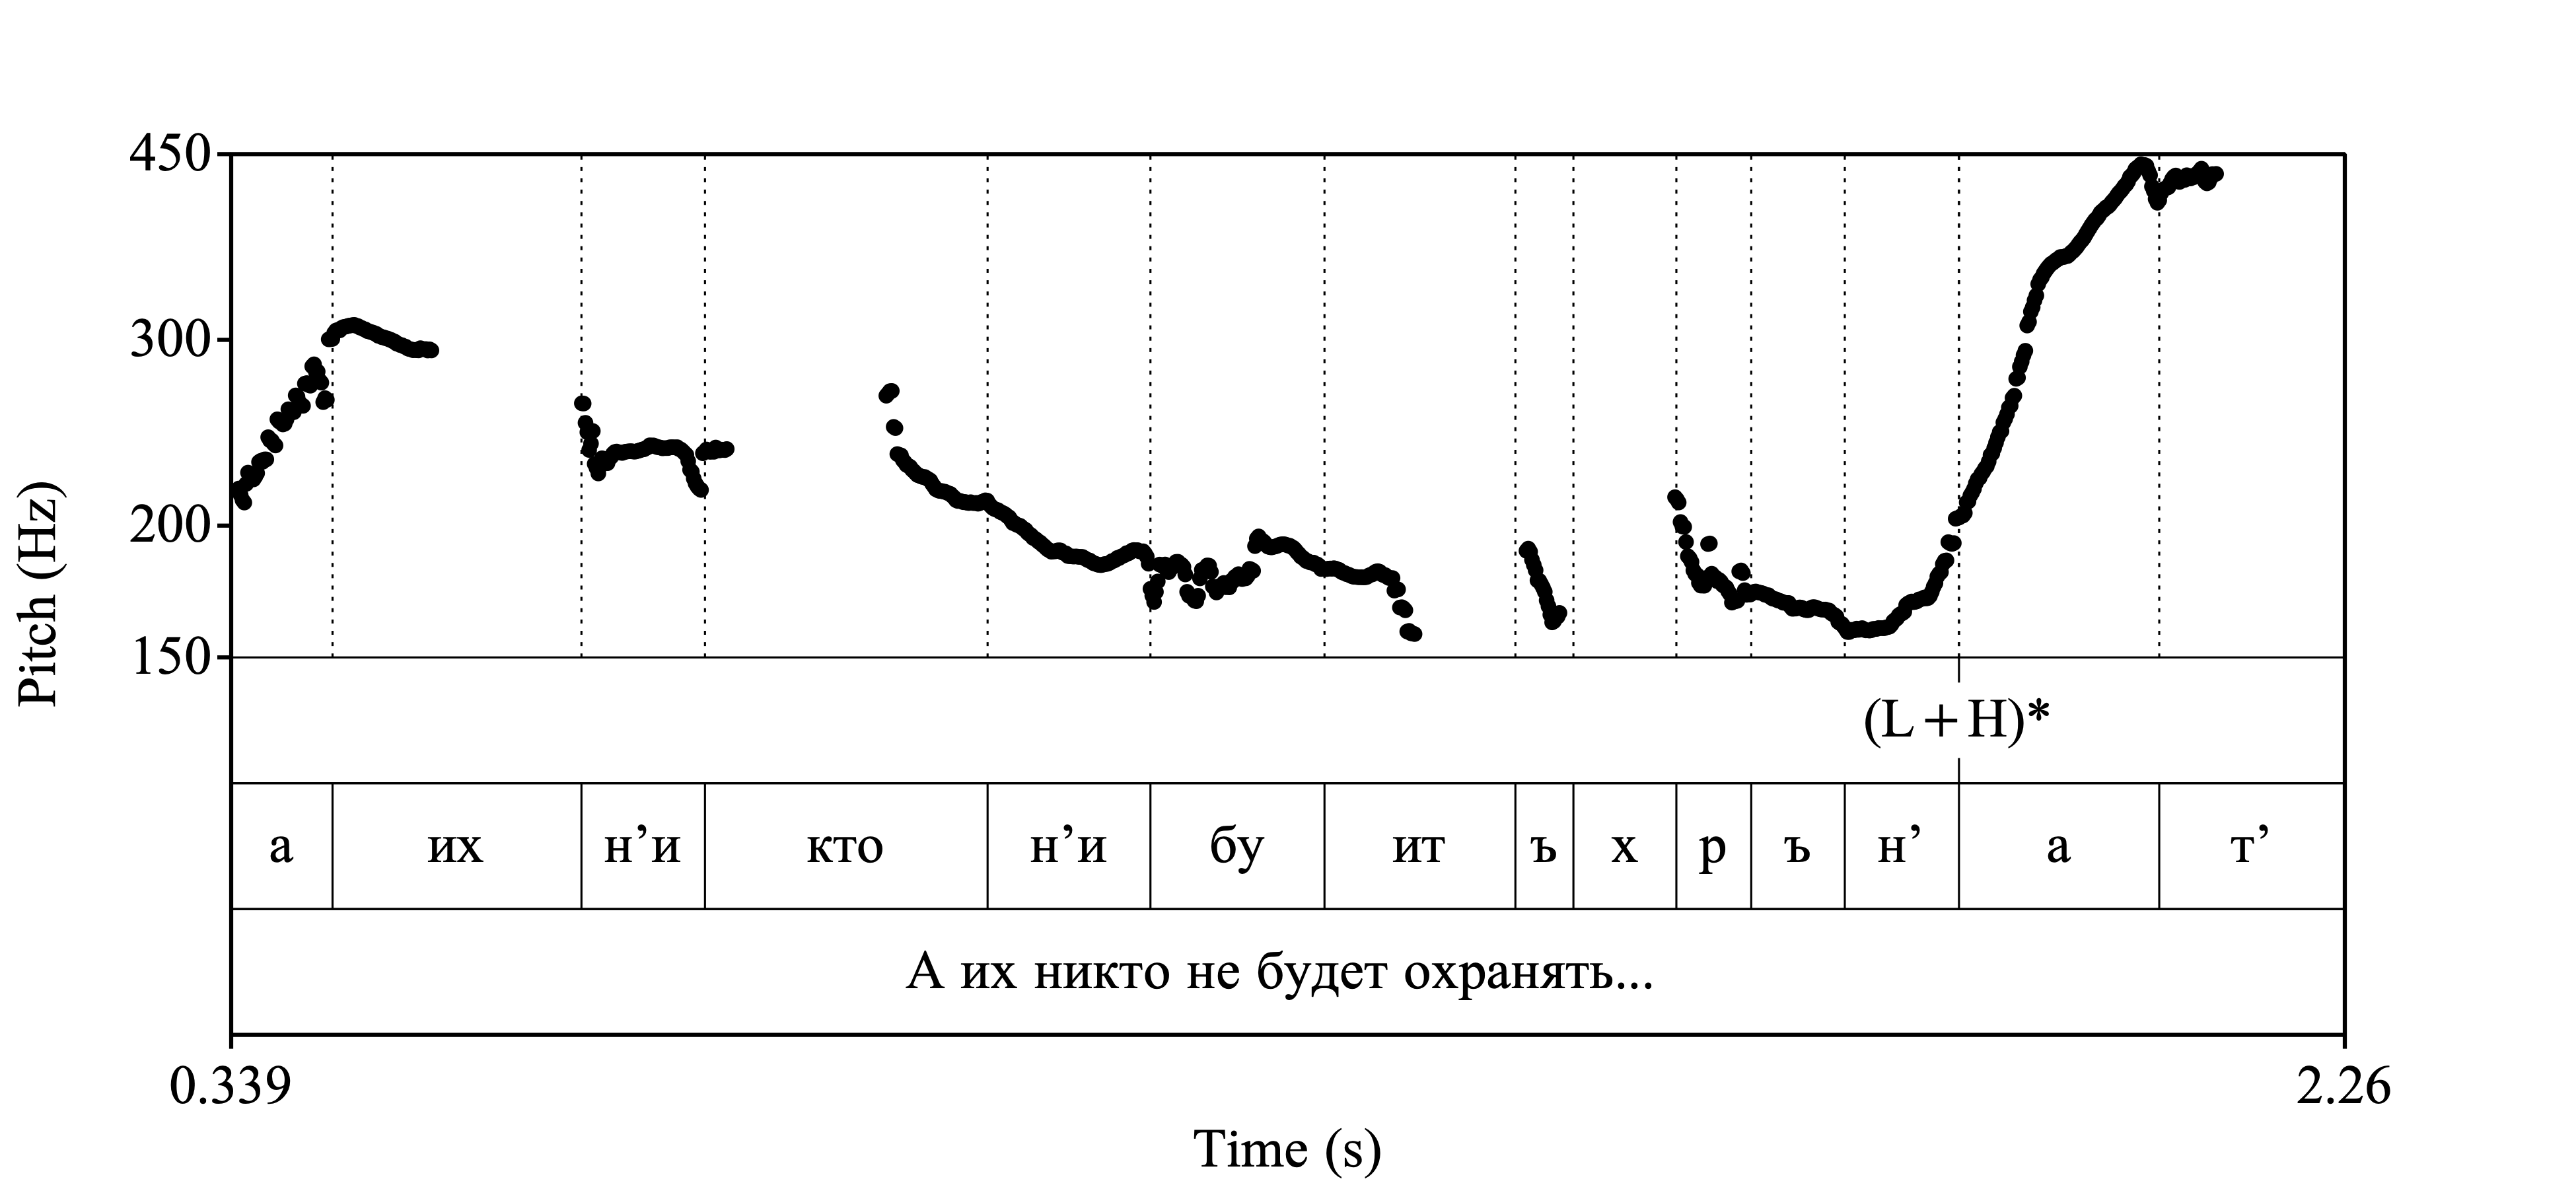 450
300
200
150
Pitch (Hz)
(L+H)*
а их н’и кто н’и бу ит ъ х р ъ н’ а т’
А их никто не будет охранять...
0.339 2.26
Time (s)